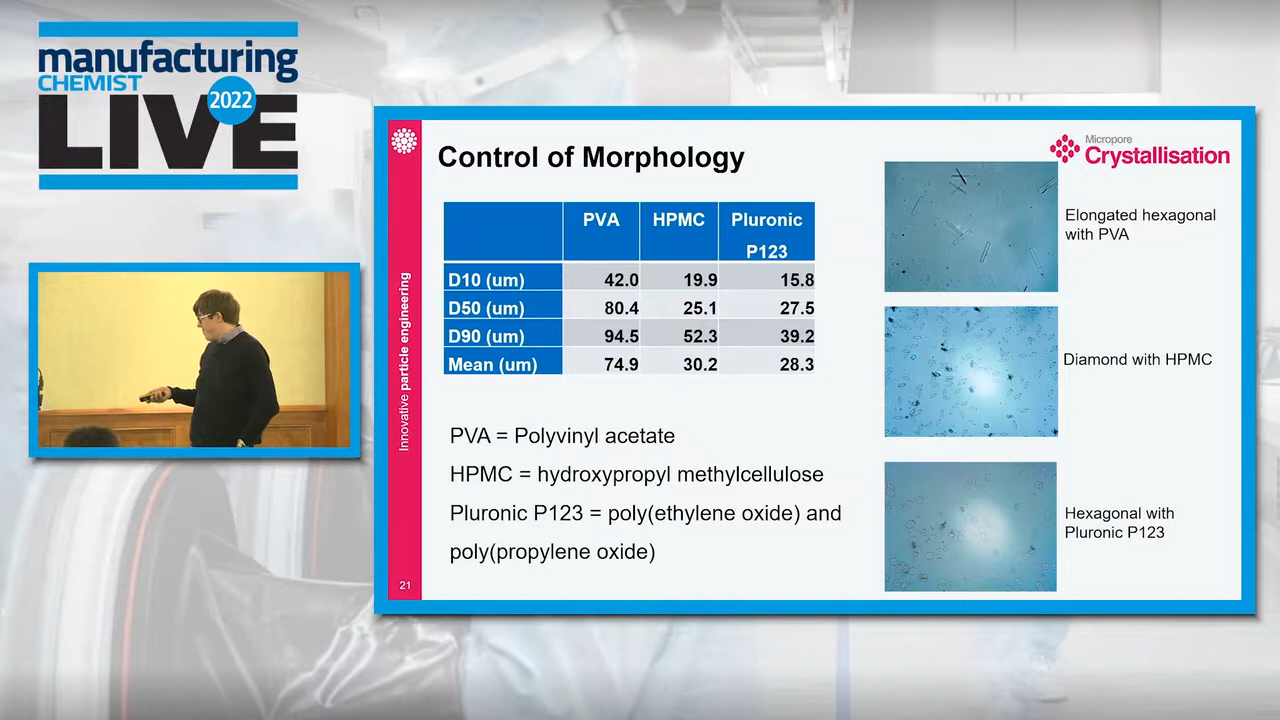 manufacturing
CHEMIST
2022
LIVE
Control of Morphology
Micropore
Crystallisation
PVA HPMC Pluronic P123
D10 (um) 42.0 19.9 15.8
D50 (um) 80.4 25.1 27.5
D90 (um) 94.5 52.3 39.2
Mean (um) 74.9 30.2 28.3
PVA = Polyvinyl acetate
HPMC = hydroxypropyl methylcellulose
Pluronic P123 = poly(ethylene oxide) and
poly(propylene oxide)
Elongated hexagonal
with PVA
Diamond with HPMC
Hexagonal with
Pluronic P123
Innovative particle engineering
21